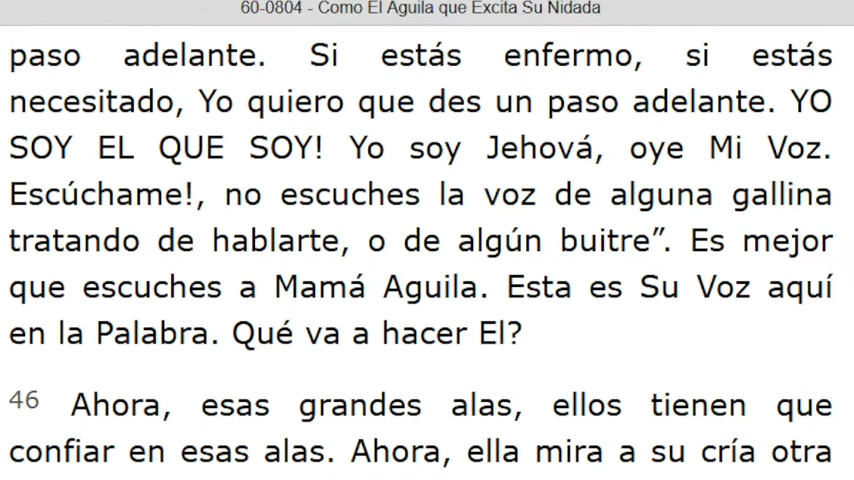 60-0804 - Como El Aguila que Excita Su Nidada
paso adelante. Si estás enfermo, si estás
necesitado, Yo quiero que des un paso adelante. YO
SOY EL QUE SOY! Yo soy Jehová, oye Mi Voz.
Escúchame!, no escuches la voz de alguna gallina
tratando de hablarte, o de algún buitre”. Es mejor
que escuches a Mamá Aguila. Esta es Su Voz aquí
en la Palabra. Qué va a hacer El?
46 Ahora, esas grandes alas, ellos tienen que
confiar en esas alas. Ahora, ella mira a su cría otra